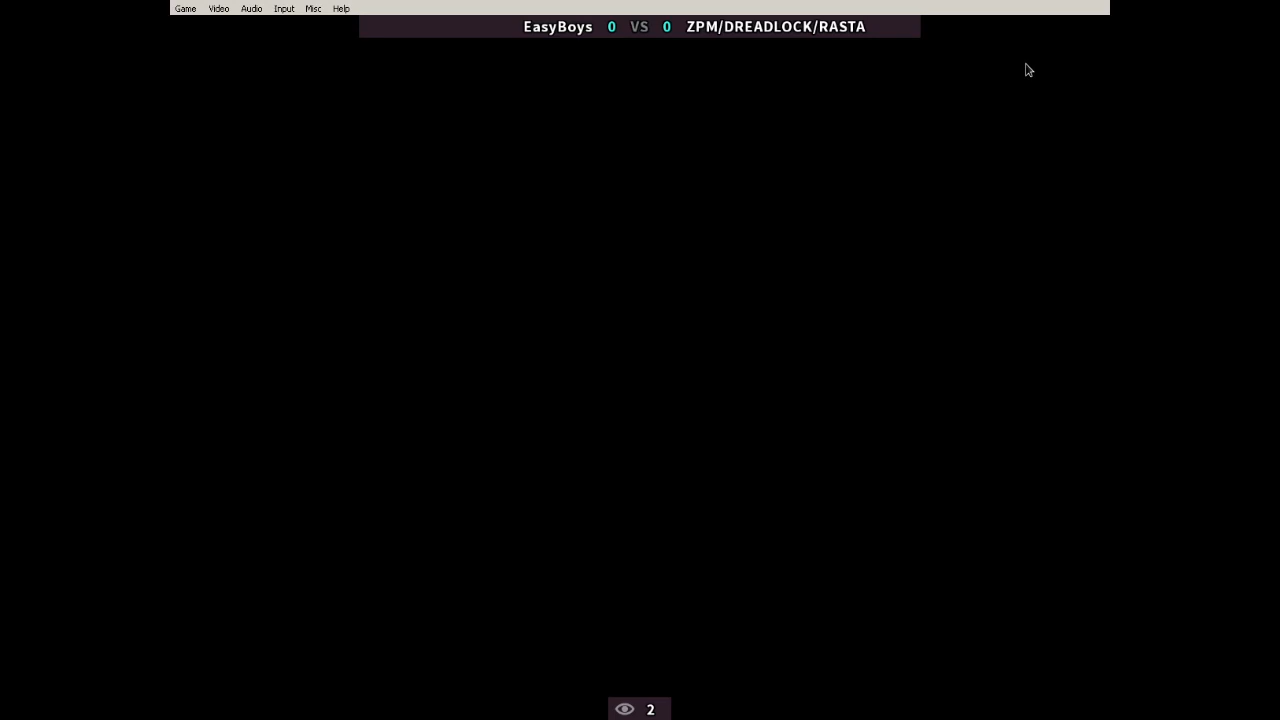 Game Video Audio Input Misc Help
EasyBoys 0 VS 0 ZPM/DREADLOCK/RASTA
2